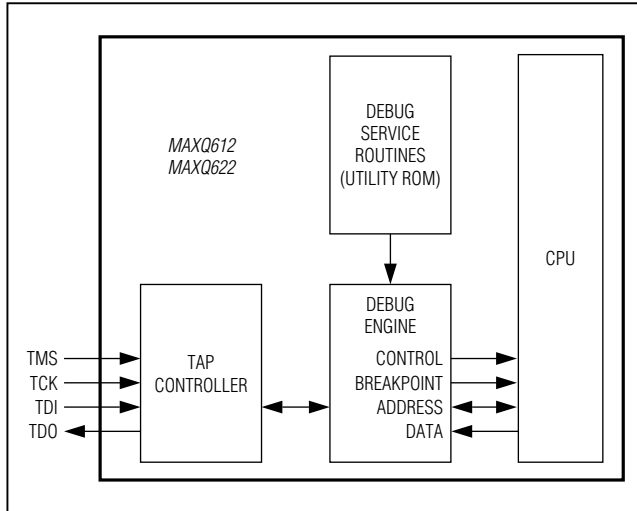 MAXQ612
MAXQ622
DEBUG
SERVICE
ROUTINES
(UTILITY ROM)
CPU
TAP
CONTROLLER
DEBUG
ENGINE
CONTROL
BREAKPOINT
ADDRESS
DATA
TMS
TCK
TDI
TDO